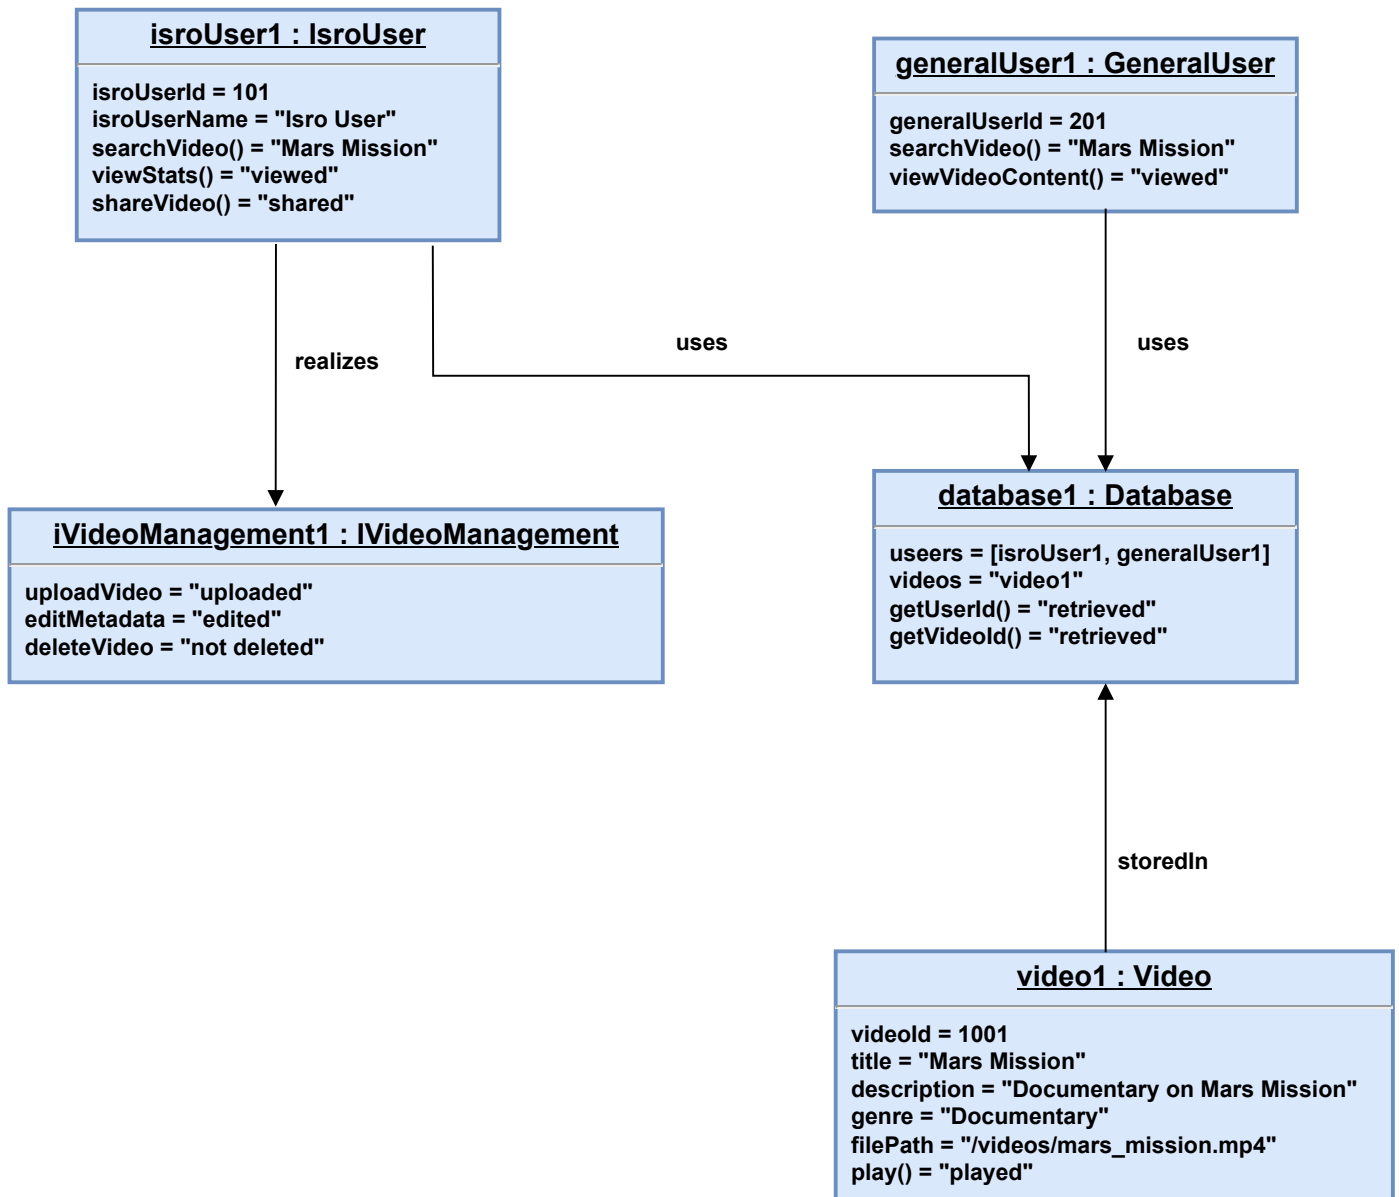 isroUser1 : IsroUser
isroUserId = 101
isroUserName = "Isro User"
searchVideo() = "Mars Mission"
viewStats() = "viewed"
shareVideo() = "shared"
generalUser1 : GeneralUser
generalUserId = 201
searchVideo() = "Mars Mission"
viewVideoContent() = "viewed"
realizes
uses
uses
iVideoManagement1 : IVideoManagement
uploadVideo = "uploaded"
editMetadata = "edited"
deleteVideo = "not deleted"
database1 : Database
useers = [isroUser1, generalUser1]
videos = "video1"
getUserId() = "retrieved"
getVideoId() = "retrieved"
storedIn
video1 : Video
videoId = 1001
title = "Mars Mission"
description = "Documentary on Mars Mission"
genre = "Documentary"
filePath = "/videos/mars_mission.mp4"
play() = "played"